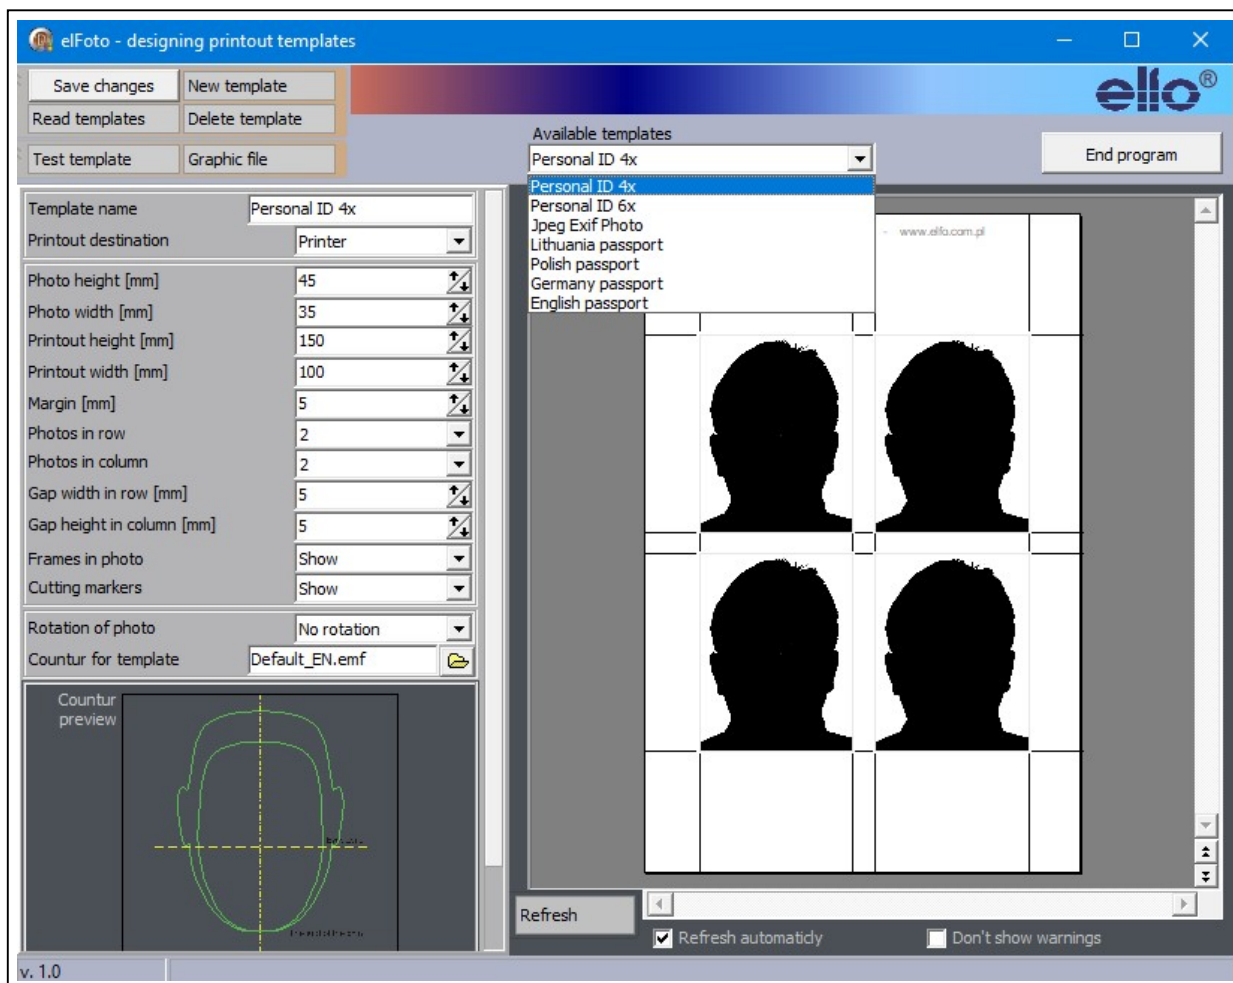 elFoto - designing printout templates
Save changes
New template
Read templates
Delete template
Test template
Graphic file
elfo®
Available templates
Personal ID 4x
End program
Personal ID 4x
Personal ID 6x
Jpeg Exif Photo
Lithuania passport
Polish passport
Germany passport
English passport
Template name
Personal ID 4x
Printout destination
Printer
Photo height [mm]
45
Photo width [mm]
35
Printout height [mm]
150
Printout width [mm]
100
Margin [mm]
5
Photos in row
2
Photos in column
2
Gap width in row [mm]
5
Gap height in column [mm]
5
Frames in photo
Show
Cutting markers
Show
Rotation of photo
No rotation
Countur for template
Default_EN.emf
Countur
preview
- www.elfo.com.pl
Refresh
Refresh automaticly
Don't show warnings
v. 1.0